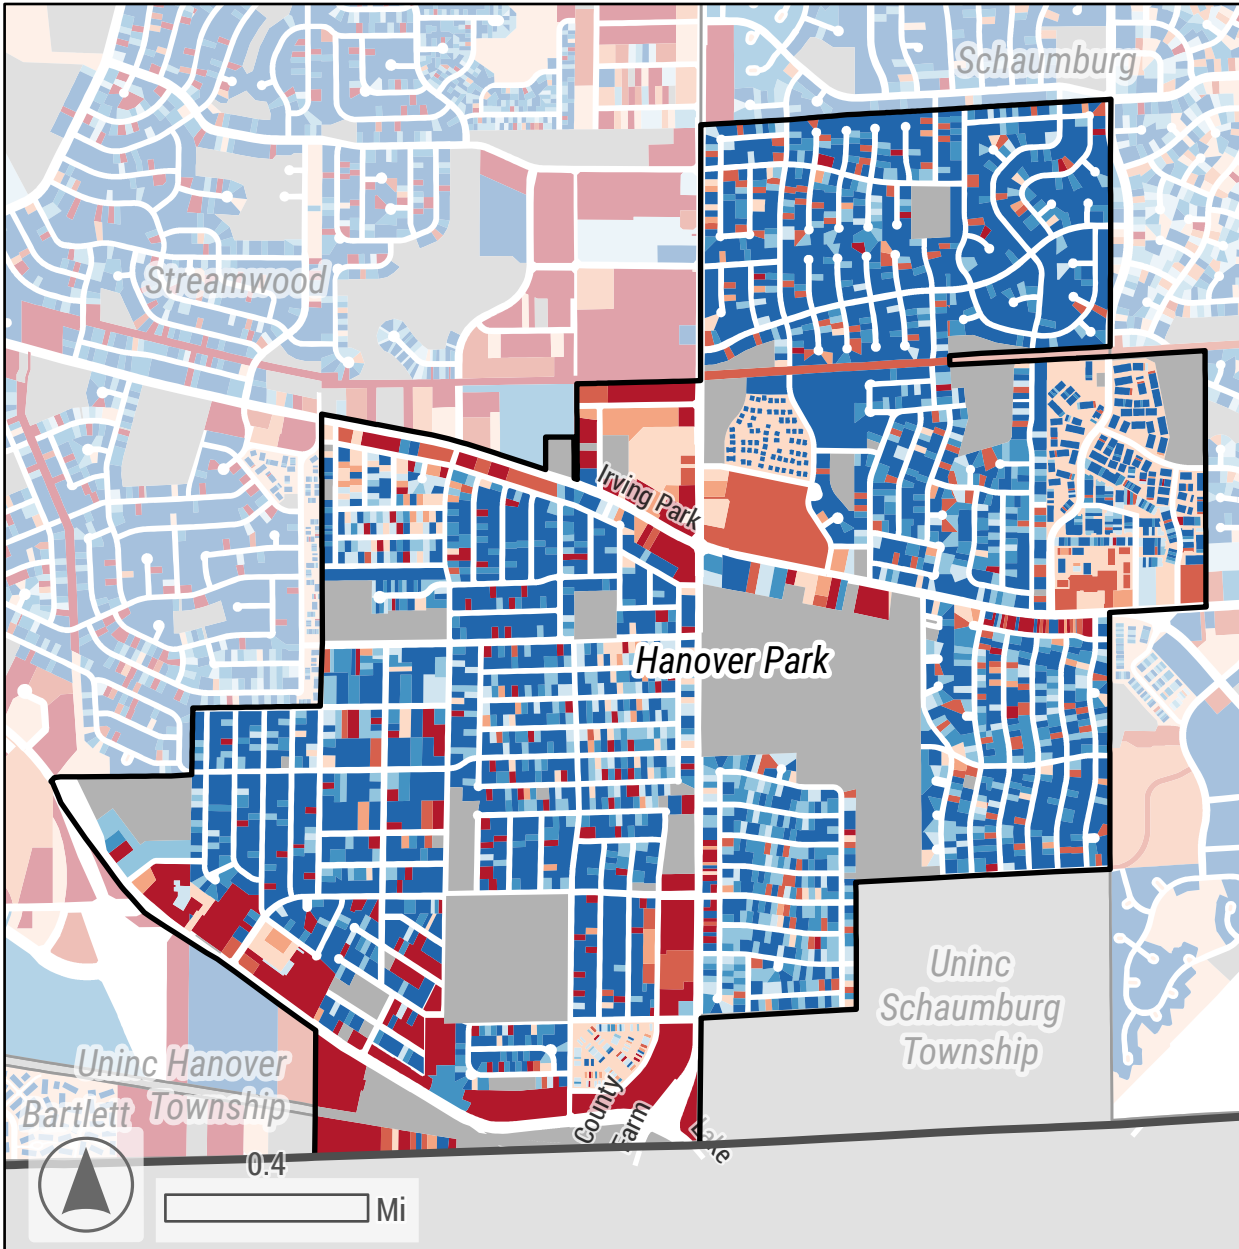 Schaumburg
Streamwood
Irving Park
Hanover Park
Uninc
Schaumburg
Township
Uninc Hanover
Township
Bartlett
County
Farm
Lake
0.4
Mi